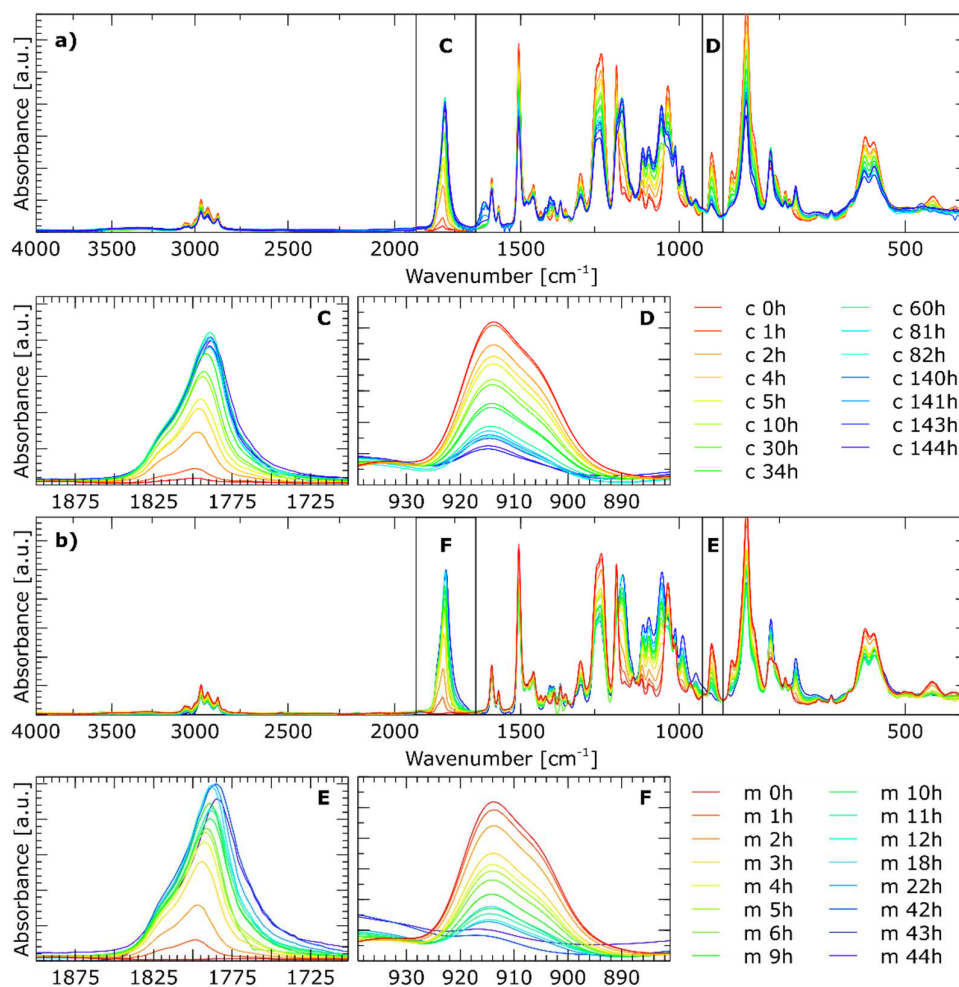 a)
C
D
Absorbance [a.u.]
4000 3500 3000 2500 2000 1500 1000 500
Wavenumber [cm⁻¹]
C
Absorbance [a.u.]
1875 1825 1775 1725
D
930 920 910 900 890
c 0h
c 1h
c 2h
c 4h
c 5h
c 10h
c 30h
c 34h
c 60h
c 81h
c 82h
c 140h
c 141h
c 143h
c 144h
b)
F
E
Absorbance [a.u.]
4000 3500 3000 2500 2000 1500 1000 500
Wavenumber [cm⁻¹]
E
Absorbance [a.u.]
1875 1825 1775 1725
F
930 920 910 900 890
m 0h
m 1h
m 2h
m 3h
m 4h
m 5h
m 6h
m 9h
m 10h
m 11h
m 12h
m 18h
m 22h
m 42h
m 43h
m 44h